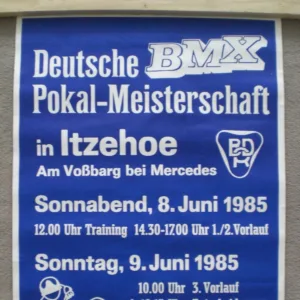 Deutsche BMX
Pokal-Meisterschaft
in Itzehoe
Am Voßbarg bei Mercedes
Sonnabend, 8. Juni 1985
12.00 Uhr Training 14.30-17.00 Uhr 1./2. Vorlauf
Sonntag, 9. Juni 1985
10.00 Uhr 3. Vorlauf